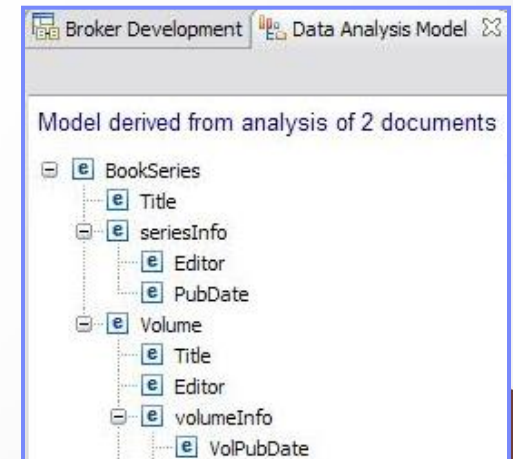 Broker Development Data Analysis Model
Model derived from analysis of 2 documents
e BookSeries
e Title
e seriesInfo
e Editor
e PubDate
e Volume
e Title
e Editor
e volumeInfo
e VolPubDate